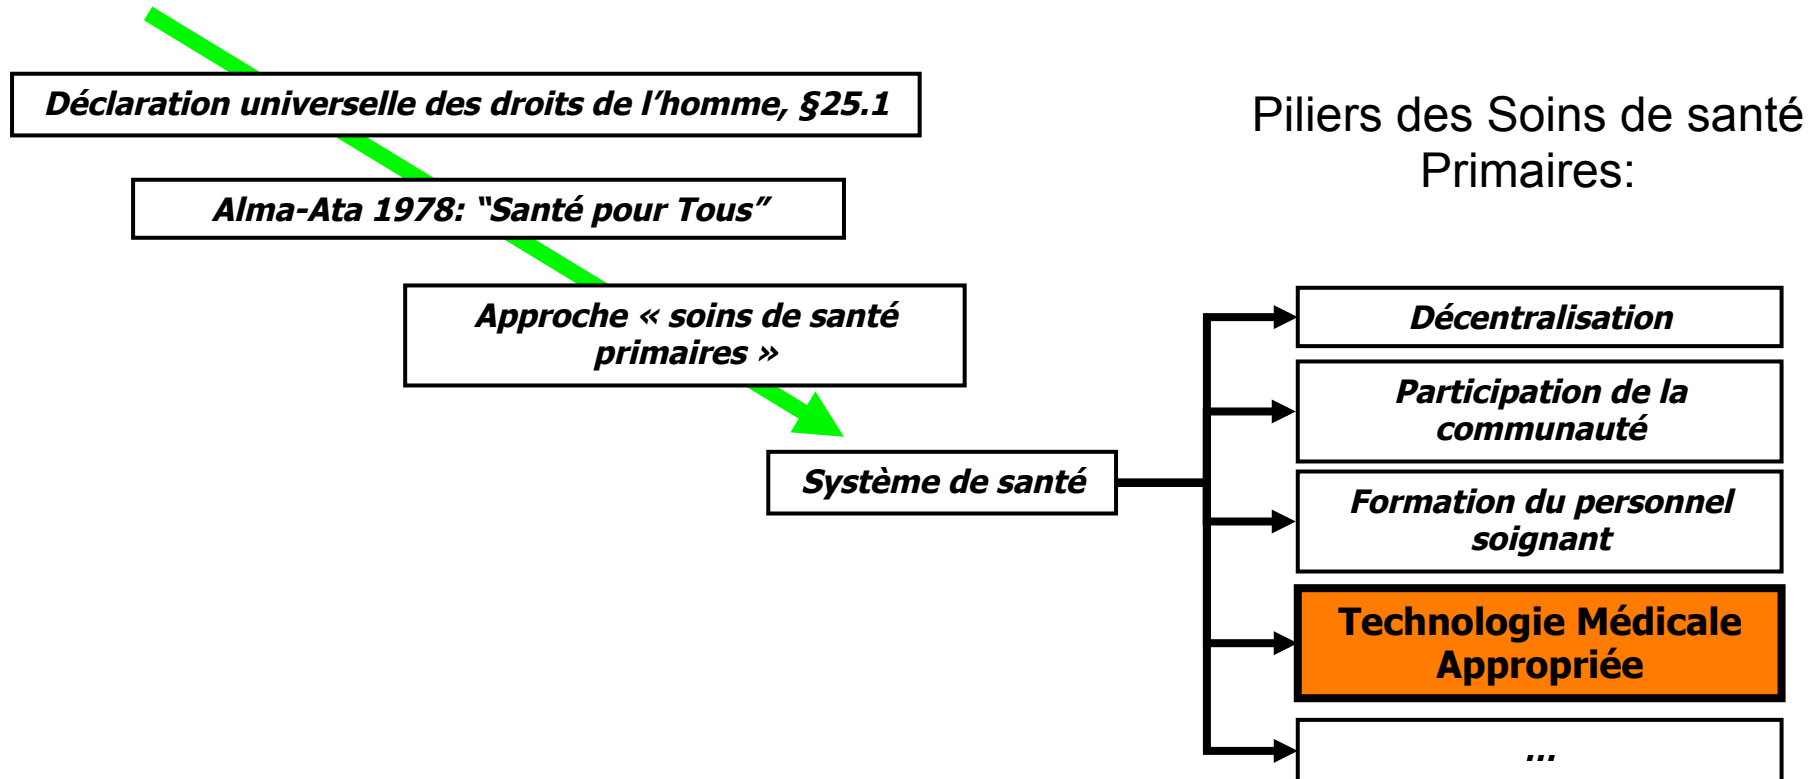 Déclaration universelle des droits de l’homme, §25.1
Piliers des Soins de santé
Primaires:
Alma-Ata 1978: “Santé pour Tous”
Approche « soins de santé
primaires »
Système de santé
Décentralisation
Participation de la
communauté
Formation du personnel
soignant
Technologie Médicale
Appropriée
...